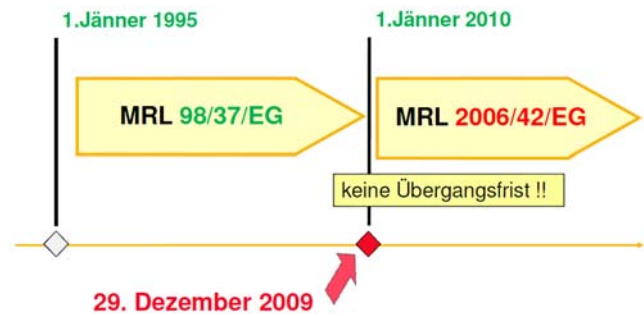 1.Jänner 1995
1.Jänner 2010
MRL 98/37/EG
MRL 2006/42/EG
keine Übergangsfrist !!
29. Dezember 2009